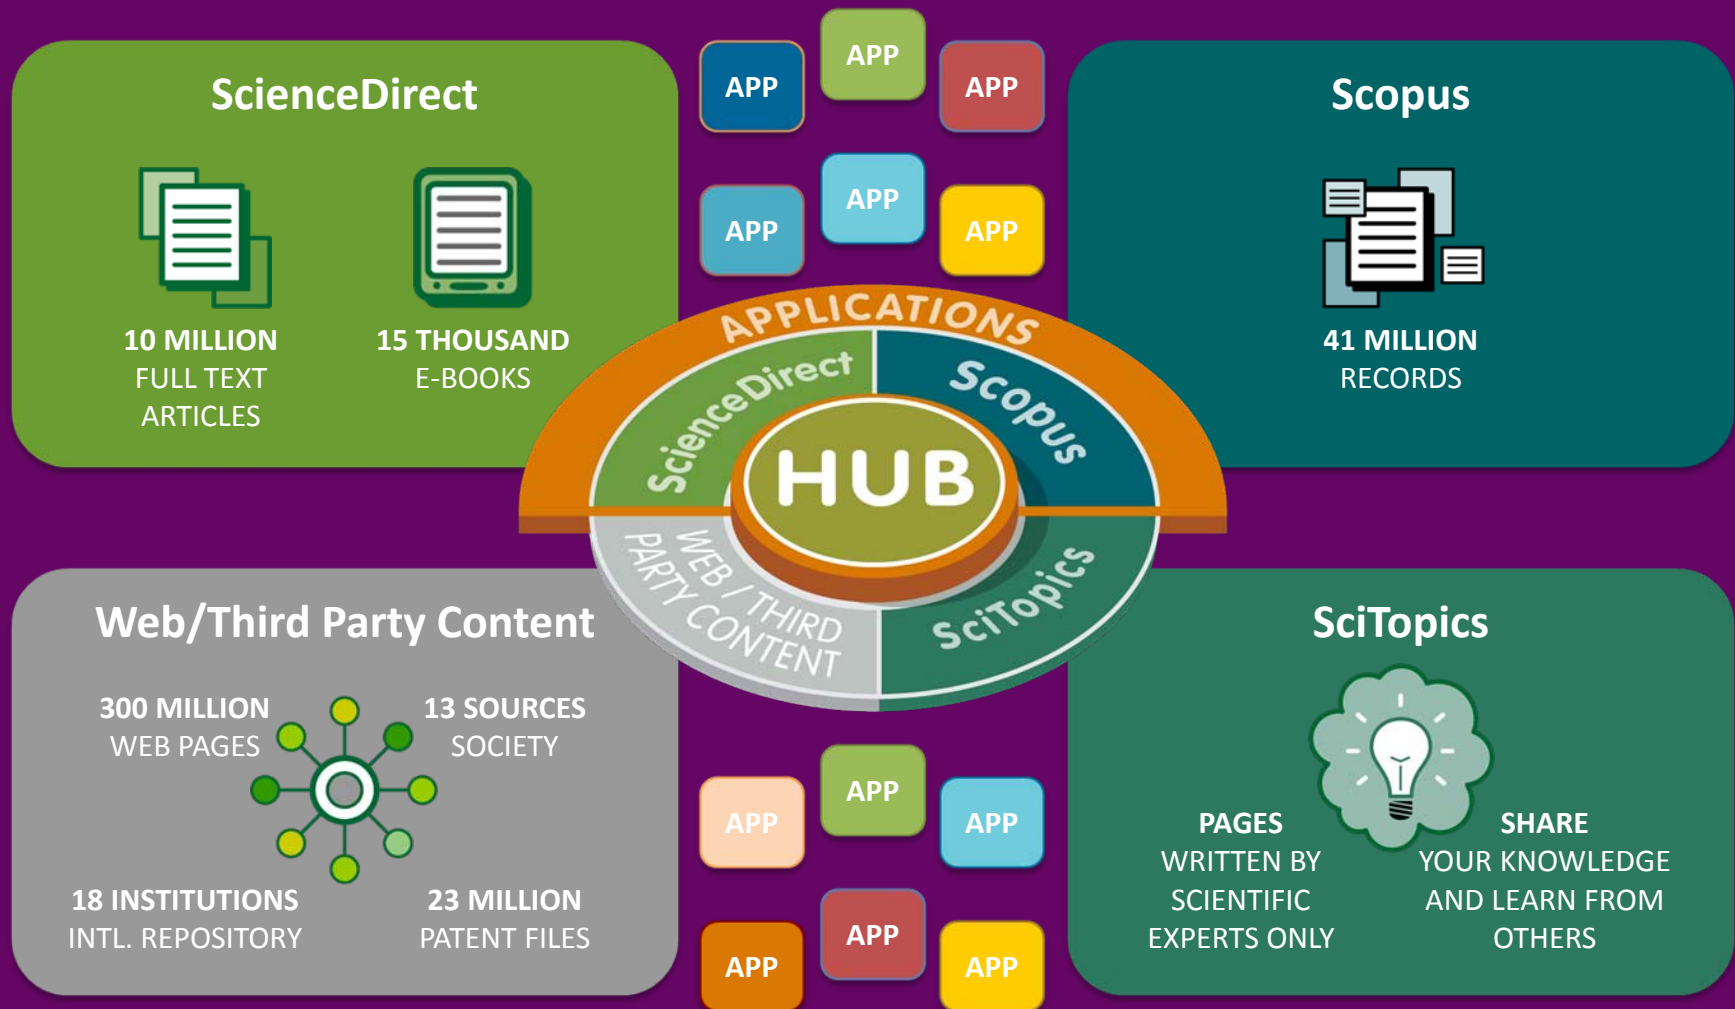 ScienceDirect
10 MILLION
FULL TEXT
ARTICLES
15 THOUSAND
E-BOOKS
APP
APP
APP
APP
APP
APP
Scopus
41 MILLION
RECORDS
APPLICATIONS
ScienceDirect
Scopus
HUB
WEB / THIRD
PARTY CONTENT
SciTopics
Web/Third Party Content
300 MILLION
WEB PAGES
13 SOURCES
SOCIETY
18 INSTITUTIONS
INTL. REPOSITORY
23 MILLION
PATENT FILES
APP
APP
APP
APP
APP
APP
SciTopics
PAGES
WRITTEN BY
SCIENTIFIC
EXPERTS ONLY
SHARE
YOUR KNOWLEDGE
AND LEARN FROM
OTHERS